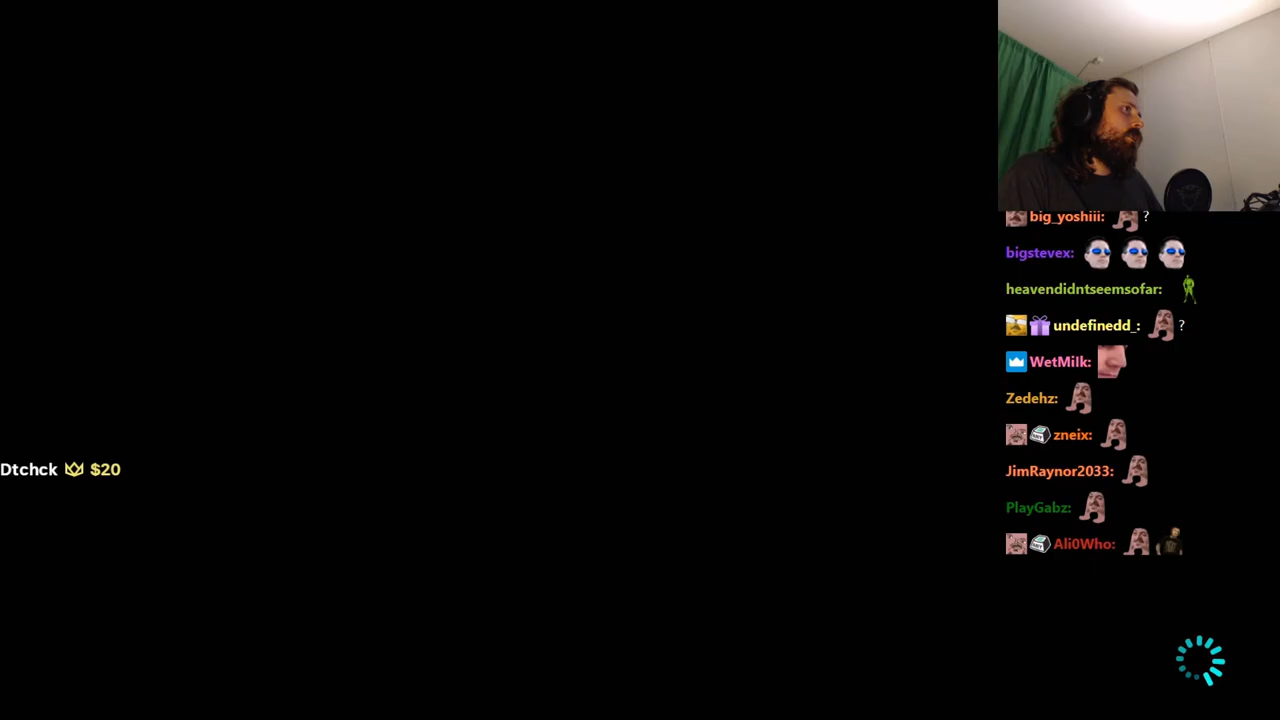 big_yoshiii: ?
bigstevex:
heavendidntseemsofar:
undefinedd_: ?
WetMilk:
Zedehz:
zneix:
Dtchck $20
JimRaynor2033:
PlayGabz:
Ali0Who: